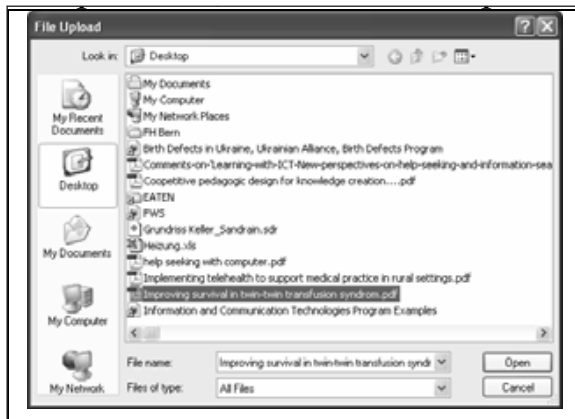 File Upload
Look in: Desktop
My Recent Documents
Desktop
My Documents
My Computer
My Network
My Documents
My Computer
My Network Places
FH Bern
Birth Defects in Ukraine, Ukrainian Alliance, Birth Defects Program
Comments-on-'Learning-with-ICT-New-perspectives-on-help-seeking-and-information-sea
Coopetitive pedagogic design for knowledge creation....pdf
EATEN
FWS
Grundriss Keller_Sandrain.sdr
Heizung.xls
help seeking with computer.pdf
Implementing telehealth to support medical practice in rural settings.pdf
Improving survival in twin-twin transfusion syndrom.pdf
Information and Communication Technologies Program Examples
File name: Improving survival in twin-twin transfusion syndr Open
Files of type: All Files Cancel